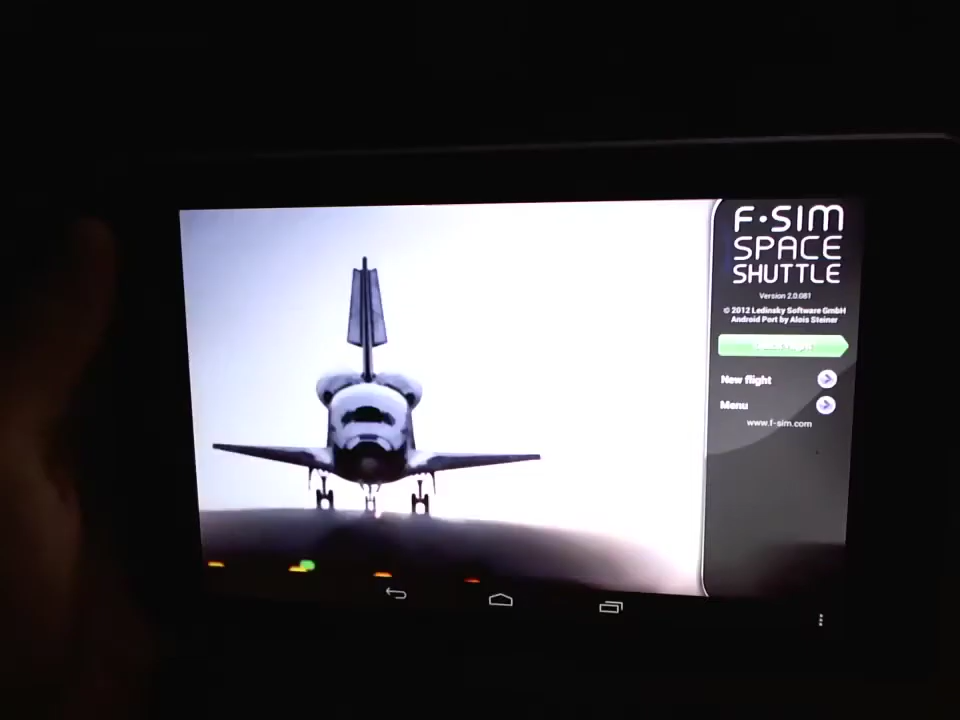 F·SIM
SPACE
SHUTTLE
Version 2.0.081
© 2012 Ledinsky Software GmbH
Android Port by Alois Steiner
New flight
Menu
www.f-sim.com